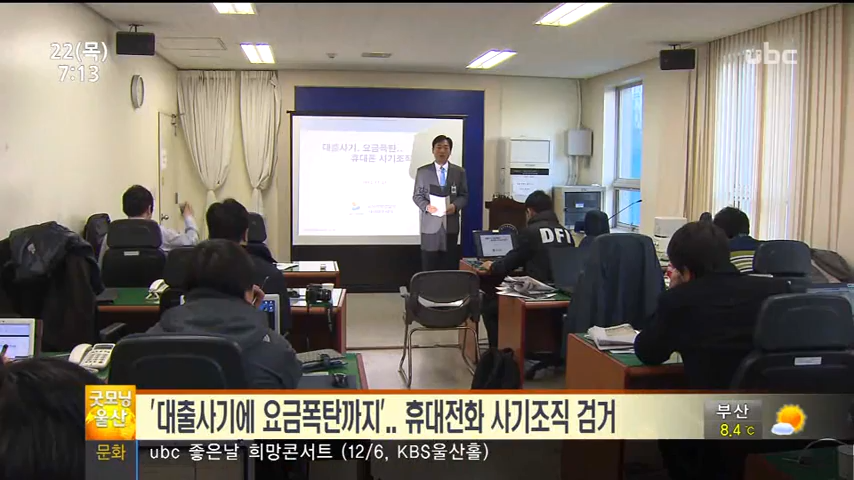 22(목)
7:13
ubc
대출사기, 요금폭탄..
휴대폰 사기조직
DFI
굿모닝
울산
'대출사기에 요금폭탄까지'.. 휴대전화 사기조직 검거
부산
8.4℃
문화
ubc 좋은날 희망콘서트 (12/6, KBS울산홀)